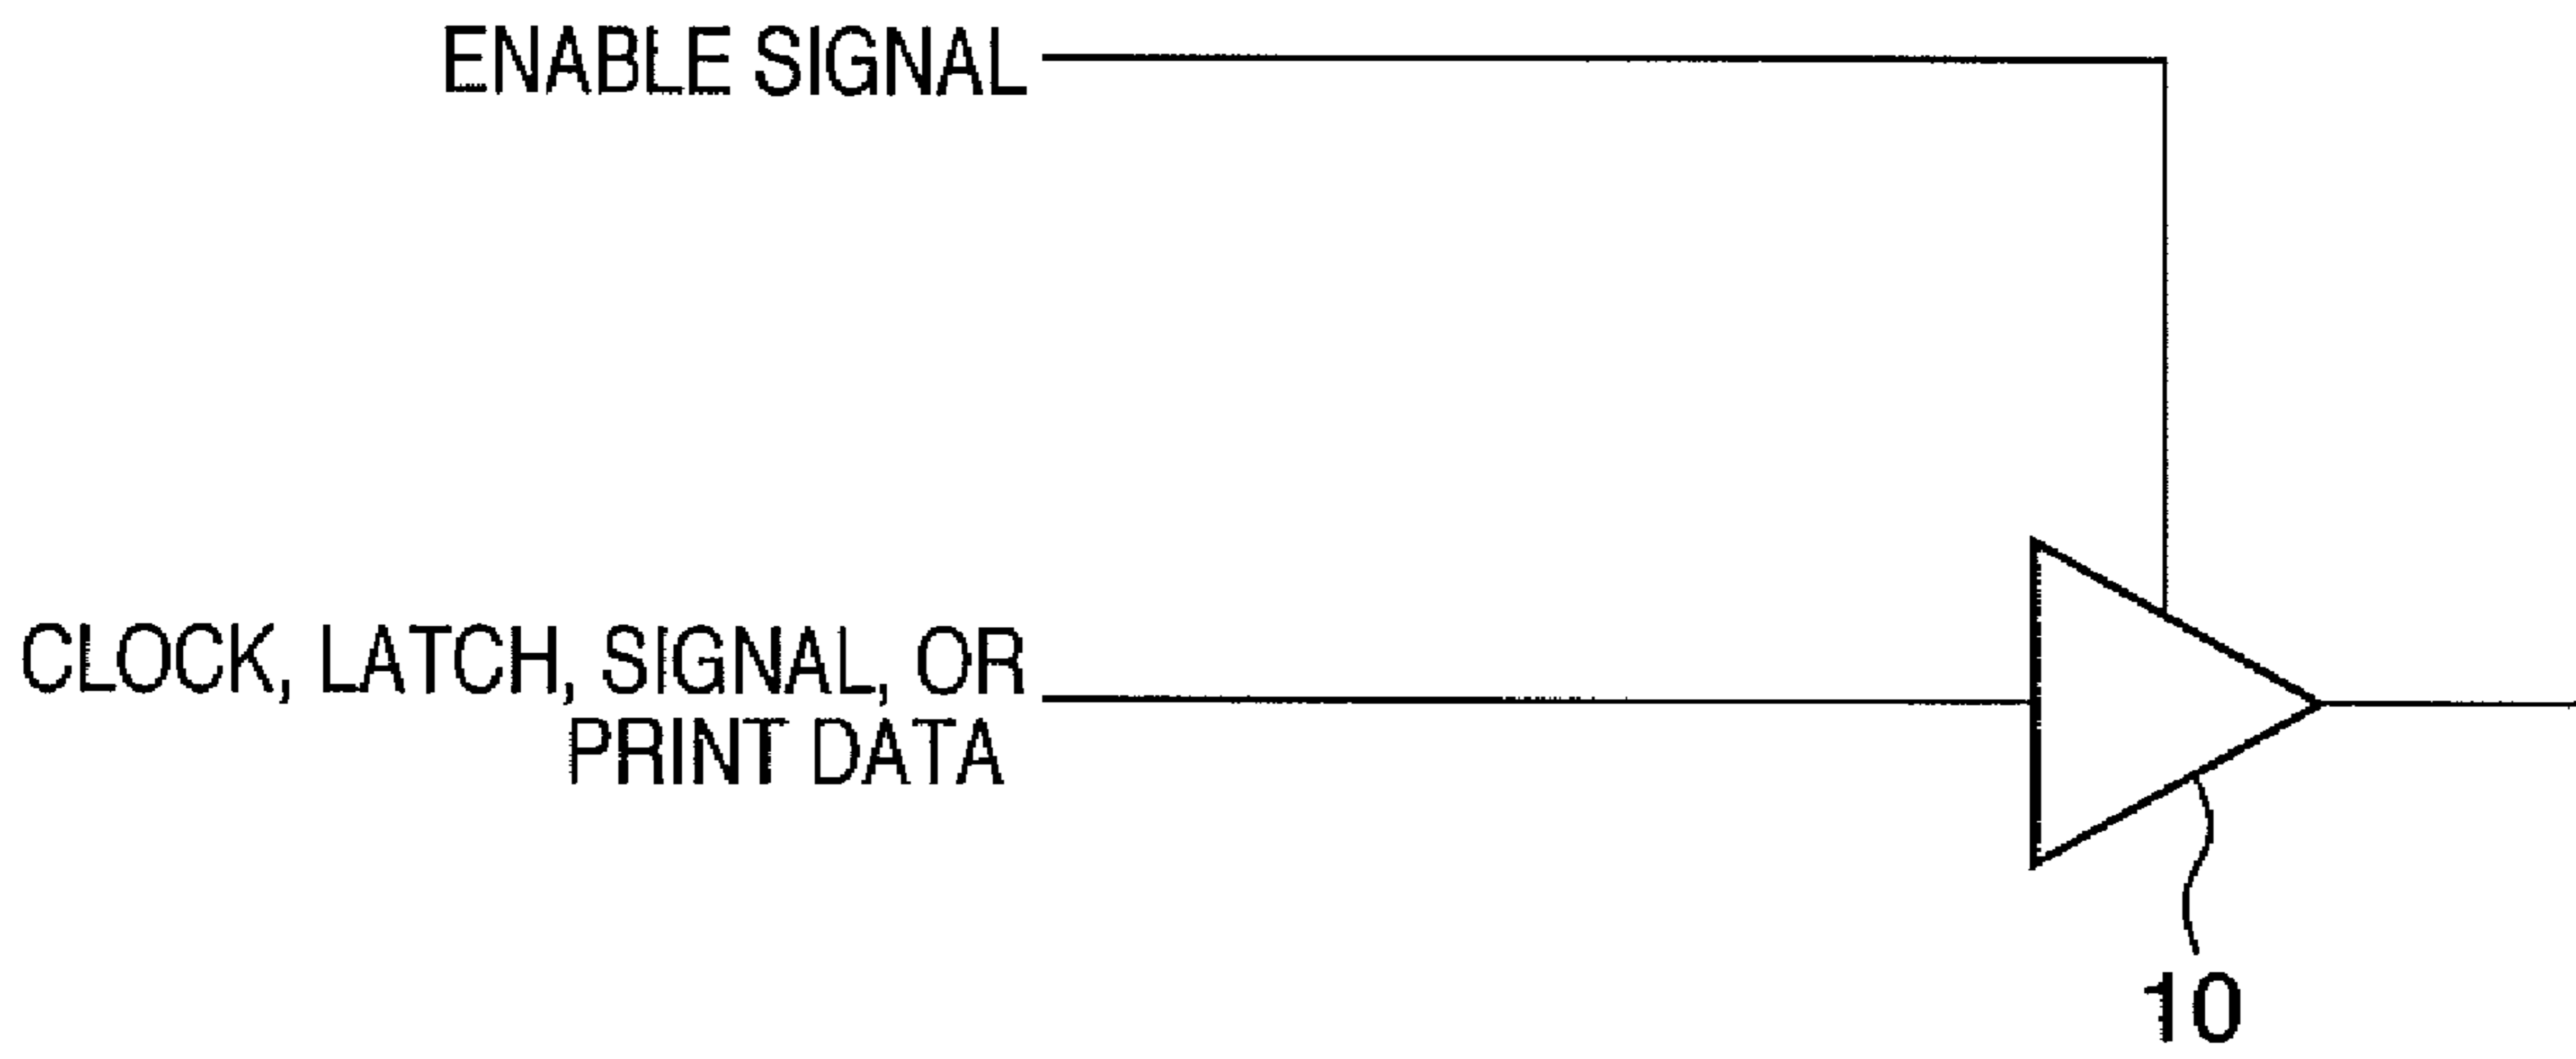 ENABLE SIGNAL
CLOCK, LATCH, SIGNAL, OR
PRINT DATA
10